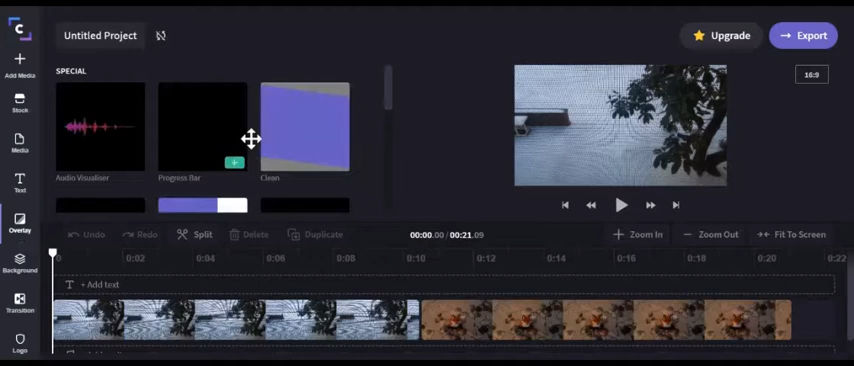 Untitled Project
Upgrade
Export
Add Media
Stock
Media
Text
Overlay
Background
Transition
Logo
SPECIAL
Audio Visualiser
Progress Bar
Clean
16:9
Undo
Redo
Split
Delete
Duplicate
00:00.00 / 00:21.09
Zoom In
Zoom Out
Fit To Screen
0 0:02 0:04 0:06 0:08 0:10 0:12 0:14 0:16 0:18 0:20 0:22
T + Add text